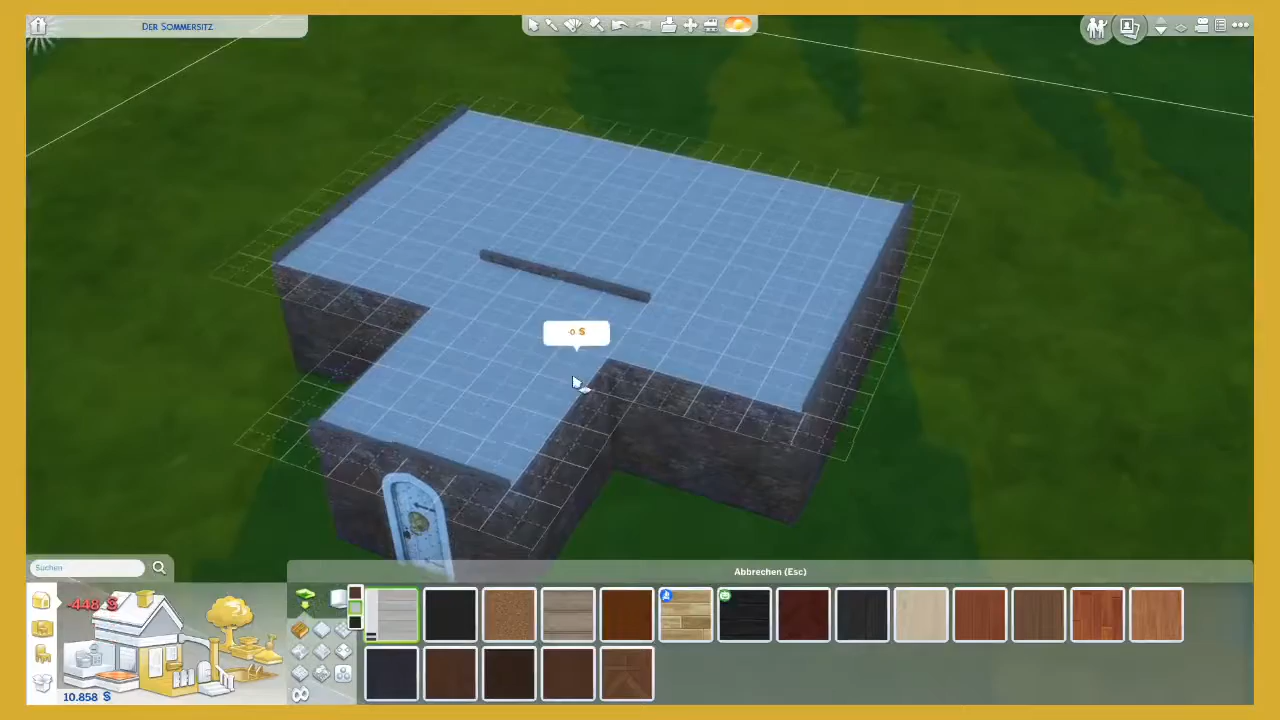 DER SOMMERSITZ
-0 $
Abbrechen (Esc)
Suchen
-448 $
10.858 $